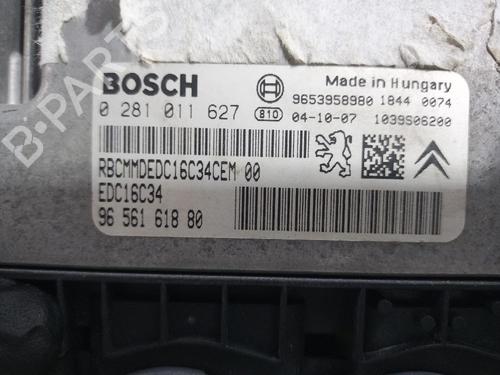 B-PARTS
BOSCH
Made in Hungary
9653958980 1844 0074
0 281 011 627 810 04-10-07 1039S06200
RBCMMDEDC16C34CEM 00
EDC16C34
96 561 618 80